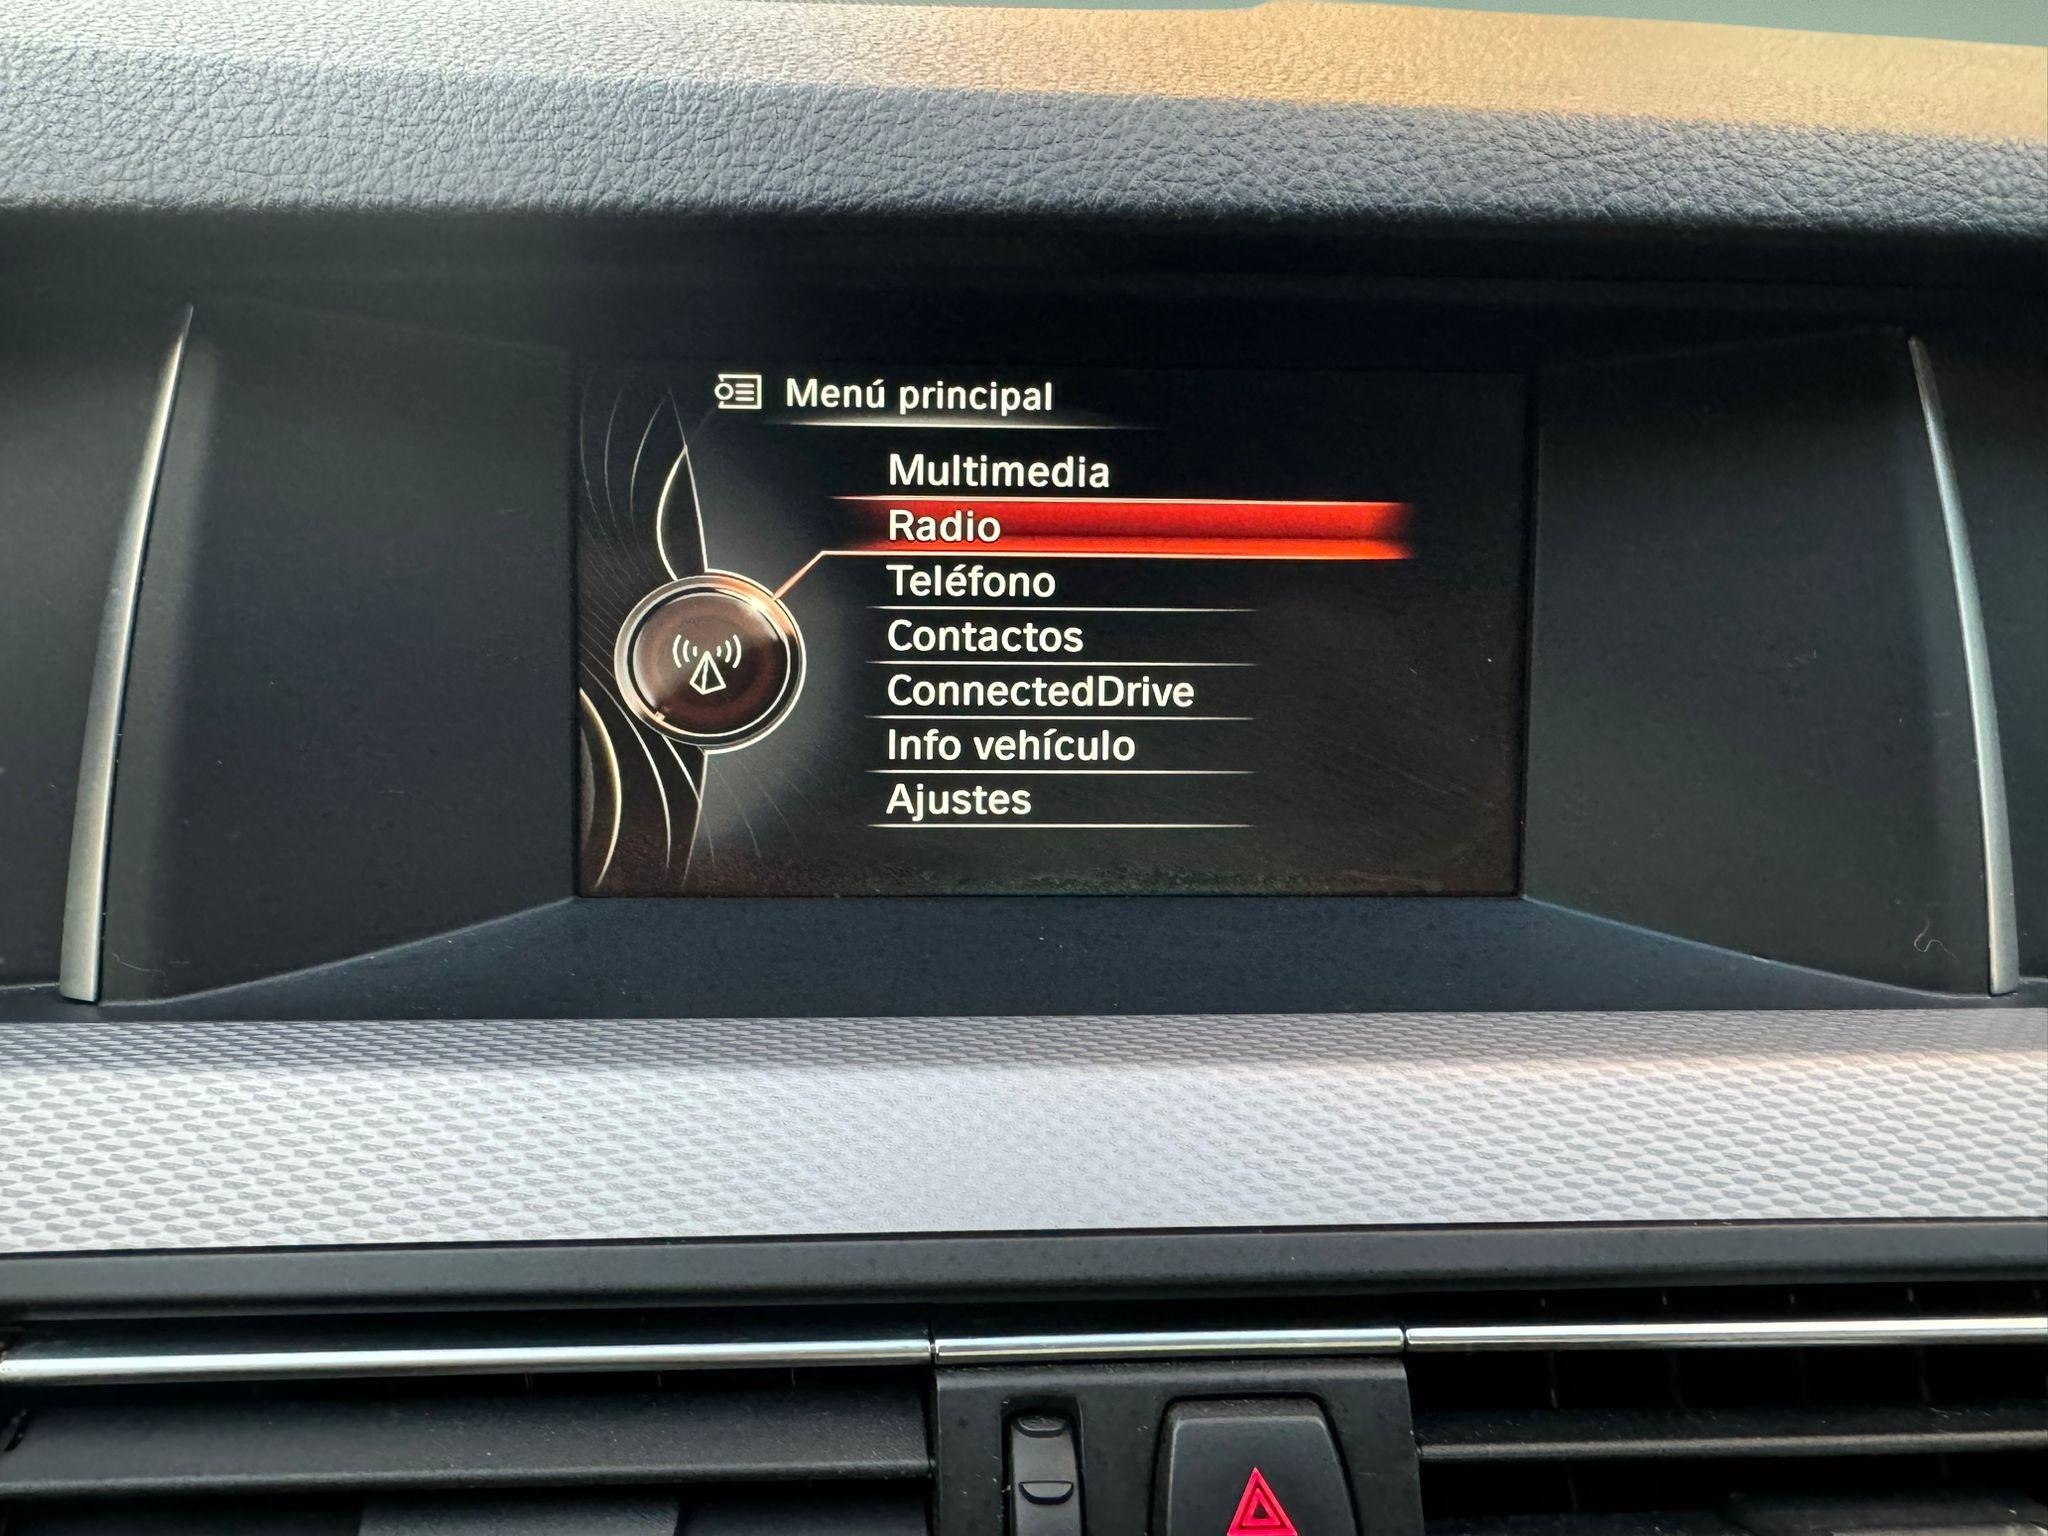 Menú principal
Multimedia
Radio
Teléfono
Contactos
ConnectedDrive
Info vehículo
Ajustes